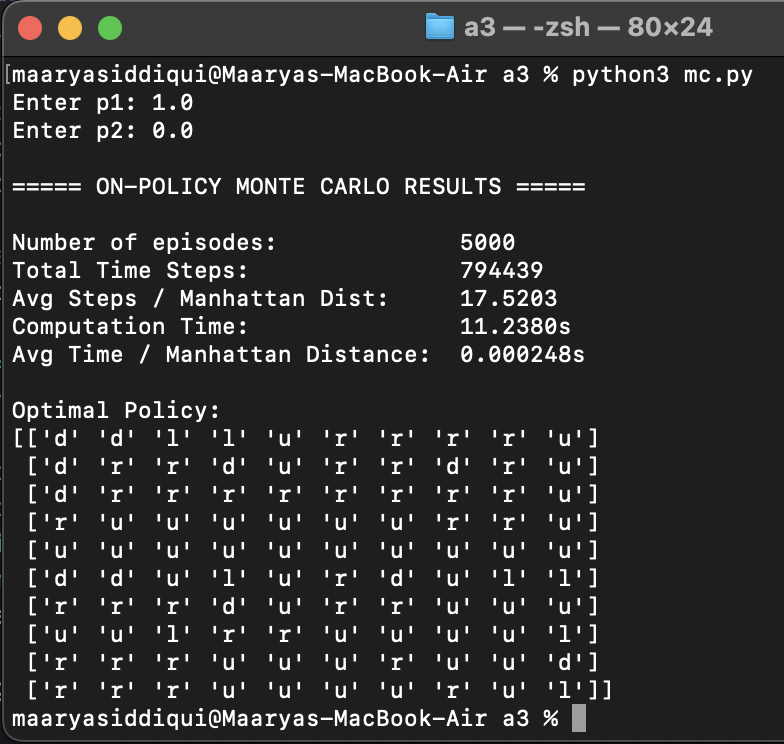 a3 — -zsh — 80×24
[maaryasiddiqui@Maaryas-MacBook-Air a3 % python3 mc.py
Enter p1: 1.0
Enter p2: 0.0
===== ON-POLICY MONTE CARLO RESULTS =====
Number of episodes: 5000
Total Time Steps: 794439
Avg Steps / Manhattan Dist: 17.5203
Computation Time: 11.2380s
Avg Time / Manhattan Distance: 0.000248s
Optimal Policy:
[['d' 'd' 'l' 'l' 'u' 'r' 'r' 'r' 'r' 'u']
['d' 'r' 'r' 'd' 'u' 'r' 'r' 'd' 'r' 'u']
['d' 'r' 'r' 'r' 'r' 'r' 'r' 'r' 'r' 'u']
['r' 'u' 'u' 'u' 'u' 'u' 'u' 'r' 'r' 'u']
['u' 'u' 'u' 'u' 'u' 'u' 'u' 'u' 'u' 'u']
['d' 'd' 'u' 'l' 'u' 'r' 'd' 'u' 'l' 'l']
['r' 'r' 'r' 'd' 'u' 'r' 'r' 'u' 'u' 'u']
['u' 'u' 'l' 'r' 'r' 'u' 'u' 'u' 'u' 'l']
['r' 'r' 'r' 'u' 'u' 'u' 'r' 'u' 'u' 'd']
['r' 'r' 'r' 'u' 'u' 'u' 'u' 'r' 'u' 'l']]
maaryasiddiqui@Maaryas-MacBook-Air a3 %